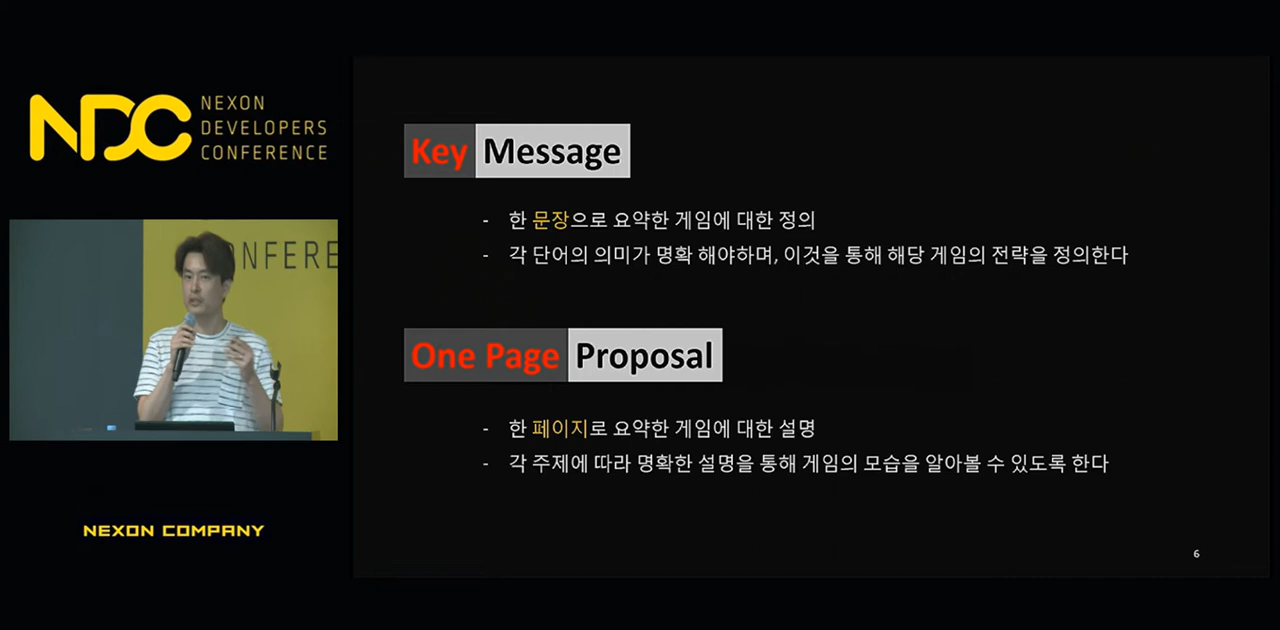 NDC
NEXON
DEVELOPERS
CONFERENCE
ONFERE
NEXON COMPANY
Key Message
- 한 문장으로 요약한 게임에 대한 정의
- 각 단어의 의미가 명확 해야하며, 이것을 통해 해당 게임의 전략을 정의한다
One Page Proposal
- 한 페이지로 요약한 게임에 대한 설명
- 각 주제에 따라 명확한 설명을 통해 게임의 모습을 알아볼 수 있도록 한다
6